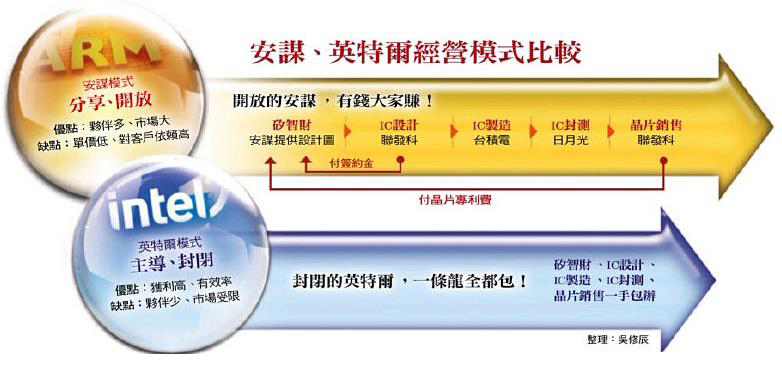 安謀、英特爾經營模式比較
ARM
安謀模式
分享、開放
優點：夥伴多、市場大
缺點：單價低、對客戶依賴高
開放的安謀，有錢大家賺！
矽智財 IC設計 IC製造 IC封測 晶片銷售
安謀提供設計圖 聯發科 台積電 日月光 聯發科
付簽約金
付晶片專利費
intel
英特爾模式
主導、封閉
優點：獲利高、有效率
缺點：夥伴少、市場受限
封閉的英特爾，一條龍全都包！
矽智財、IC設計、
IC製造、IC封測、
晶片銷售一手包辦
整理：吳修辰